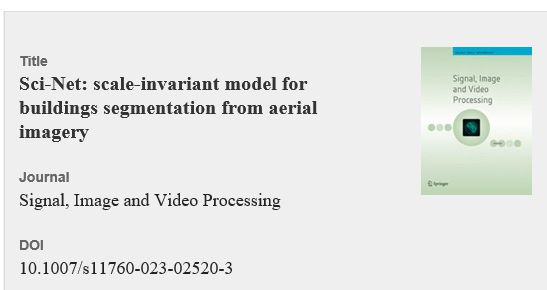 Title
Sci-Net: scale-invariant model for
buildings segmentation from aerial
imagery
Journal
Signal, Image and Video Processing
DOI
10.1007/s11760-023-02520-3
Signal, Image
and Video
Processing
Springer